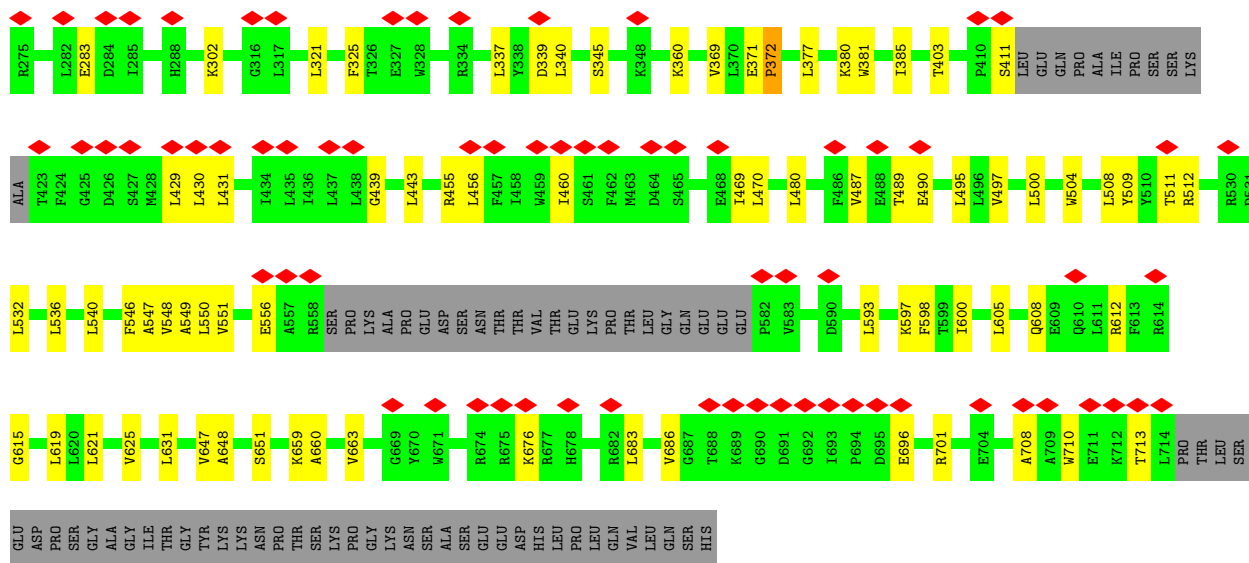 R275 L282 E283 D284 I285 H288 K302 G316 L317 L321 F325 T326 E327 W328 R334 L337 Y338 D339 L340 S345 K348 K360 V369 L370 E371 P372 L377 K380 W381 I385 T403 P410 S411 LEU GLU GLN PRO ALA ILE PRO SER SER LYS
ALA T423 F424 G425 D426 S427 M428 L429 L430 L431 I434 L435 I436 L437 L438 G439 L443 R455 L456 F457 I458 W459 I460 S461 F462 M463 D464 S465 E468 I469 L470 L480 F486 V487 E488 T489 E490 L495 L496 V497 L500 W504 L508 Y509 Y510 T511 R512 R530
L532 L536 L540 F546 A547 V548 A549 L550 V551 E556 A557 R558 SER PRO LYS ALA PRO GLU ASP SER ASN THR THR VAL THR GLU LYS PRO THR LEU GLY GLN GLU GLU GLU P582 V583 D590 L593 K597 F598 T599 I600 L605 Q608 E609 Q610 L611 R612 F613 R614
G615 L619 L620 L621 V625 L631 V647 A648 S651 K659 A660 V663 G669 Y670 W671 R674 R675 K676 R677 H678 R682 L683 V686 G687 T688 K689 G690 D691 G692 I693 P694 D695 E696 R701 E704 A708 A709 W710 E711 K712 T713 L714 PRO THR LEU SER
GLU ASP PRO SER GLY ALA GLY ILE THR GLY TYR LYS LYS ASN PRO THR SER LYS PRO GLY LYS ASN SER ALA SER GLU GLU ASP HIS LEU PRO LEU GLN VAL LEU GLN SER HIS